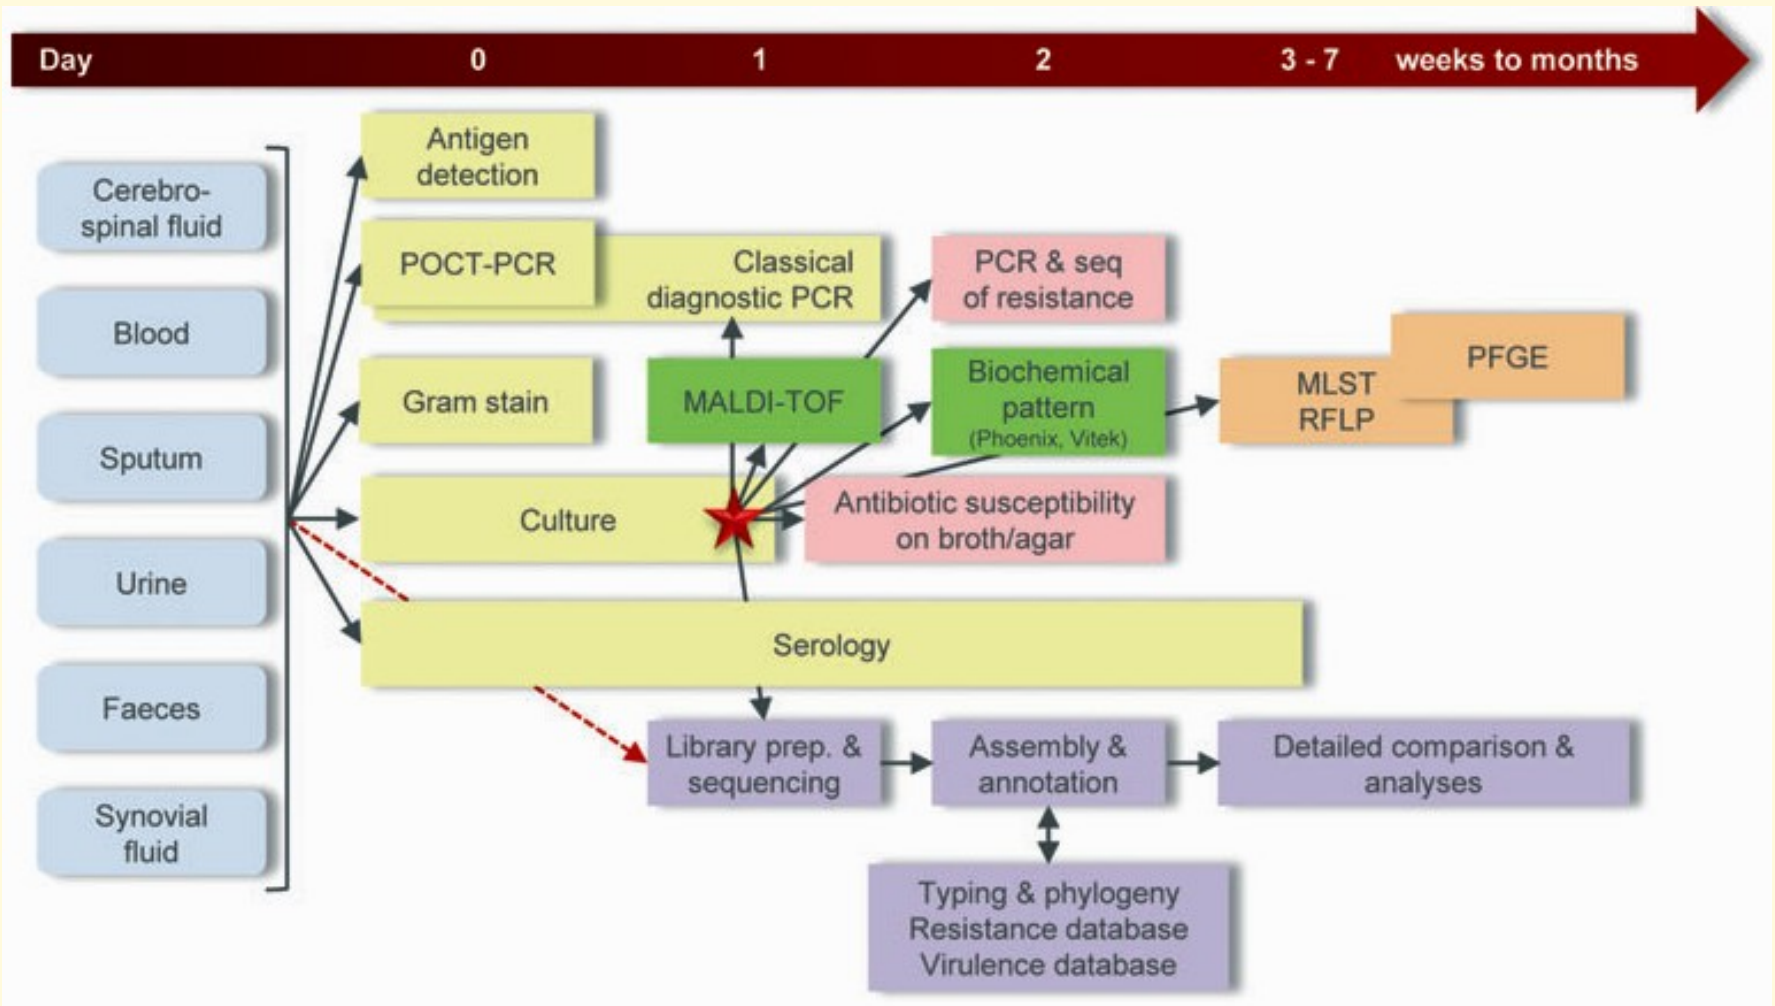 Day 0 1 2 3 - 7 weeks to months
Cerebro-
spinal fluid
Blood
Sputum
Urine
Faeces
Synovial
fluid
Antigen
detection
POCT-PCR
Classical
diagnostic PCR
PCR & seq
of resistance
Gram stain
MALDI-TOF
Biochemical
pattern
(Phoenix, Vitek)
MLST
RFLP
PFGE
Culture
Antibiotic susceptibility
on broth/agar
Serology
Library prep. &
sequencing
Assembly &
annotation
Detailed comparison &
analyses
Typing & phylogeny
Resistance database
Virulence database